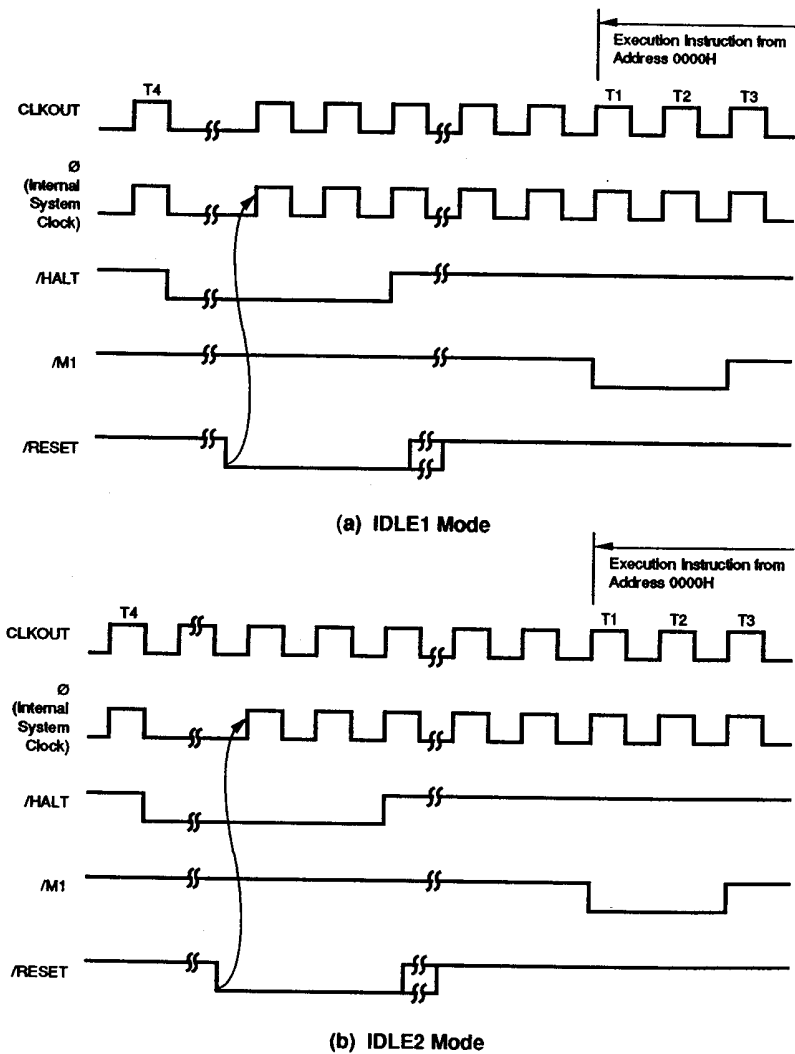 Execution Instruction from
Address 0000H
T4
T1
T2
T3
CLKOUT
Ø
(Internal
System
Clock)
/HALT
/M1
/RESET
(a) IDLE1 Mode
Execution Instruction from
Address 0000H
T4
T1
T2
T3
CLKOUT
Ø
(Internal
System
Clock)
/HALT
/M1
/RESET
(b) IDLE2 Mode